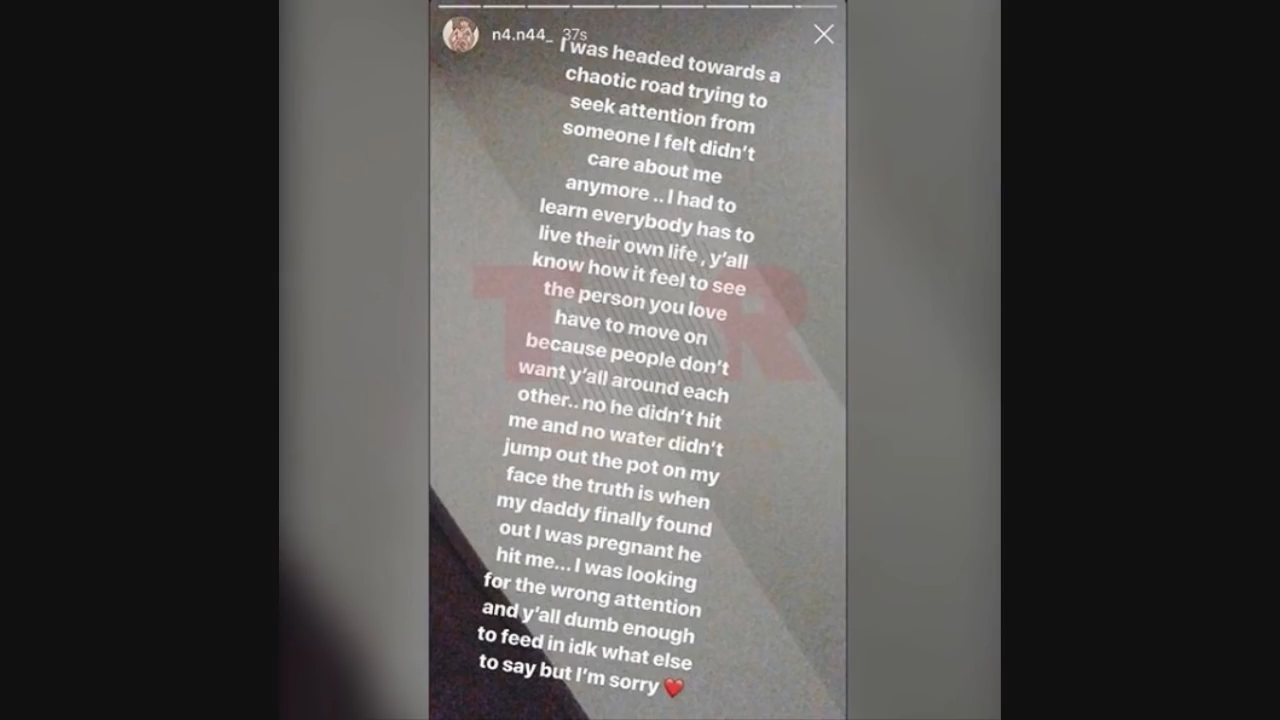 n4.n44_ 37s
I was headed towards a
chaotic road trying to
seek attention from
someone I felt didn't
care about me
anymore .. I had to
learn everybody has to
live their own life , y'all
know how it feel to see
the person you love
have to move on
because people don't
want y'all around each
other.. no he didn't hit
me and no water didn't
jump out the pot on my
face the truth is when
my daddy finally found
out I was pregnant he
hit me... I was looking
for the wrong attention
and y'all dumb enough
to feed in idk what else
to say but I'm sorry ❤️